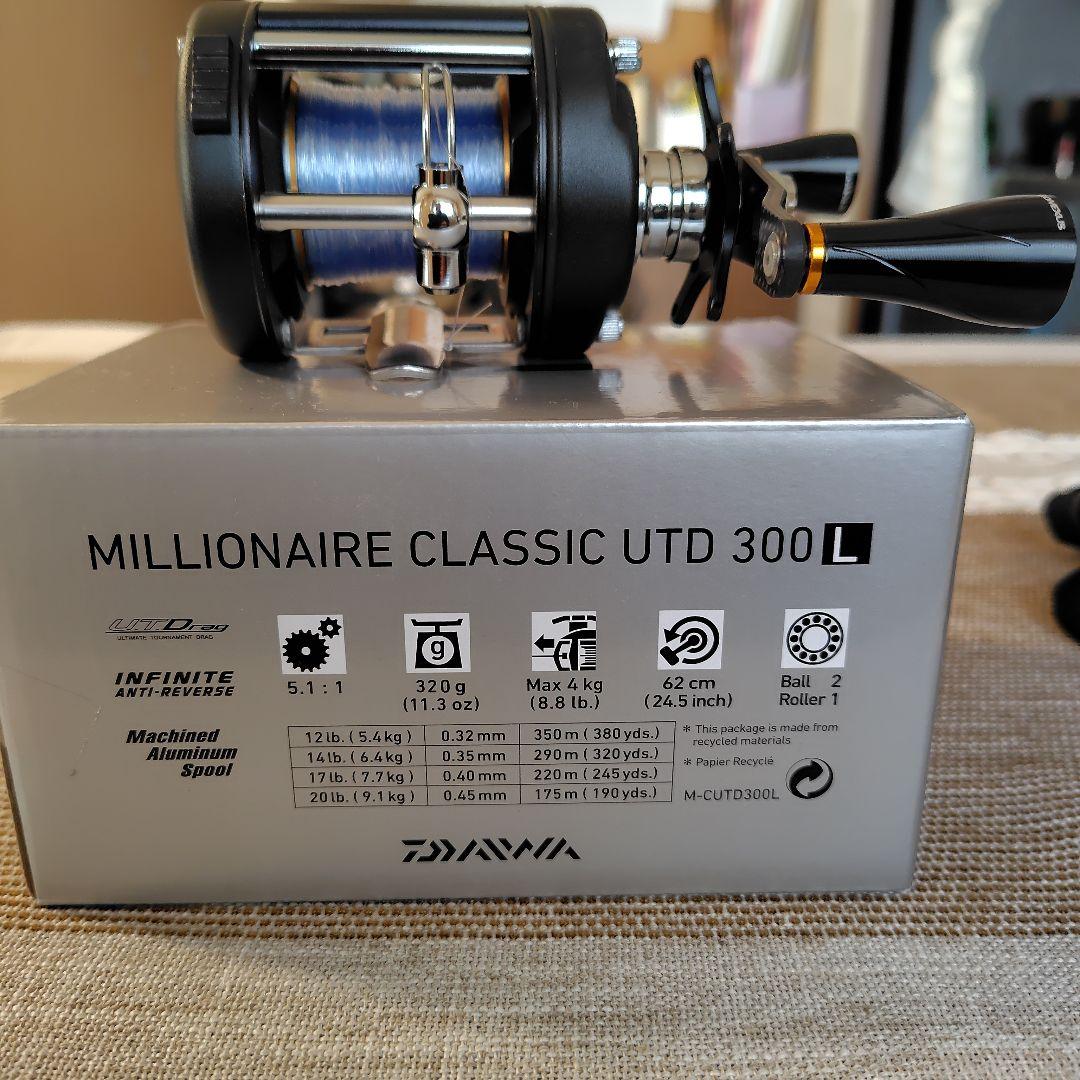 MILLIONAIRE CLASSIC UTD 300 L
UTDrag
ULTIMATE TOURNAMENT DRAG
INFINITE
ANTI-REVERSE
Machined
Aluminum
Spool
5.1 : 1
320 g
(11.3 oz)
g
Max 4 kg
(8.8 lb.)
62 cm
(24.5 inch)
Ball 2
Roller 1
12 lb. ( 5.4 kg ) 0.32 mm 350 m ( 380 yds. )
14 lb. ( 6.4 kg ) 0.35 mm 290 m ( 320 yds. )
17 lb. ( 7.7 kg ) 0.40 mm 220 m ( 245 yds. )
20 lb. ( 9.1 kg ) 0.45 mm 175 m ( 190 yds. )
* This package is made from
recycled materials
* Papier Recyclé
M-CUTD300L
DAIWA